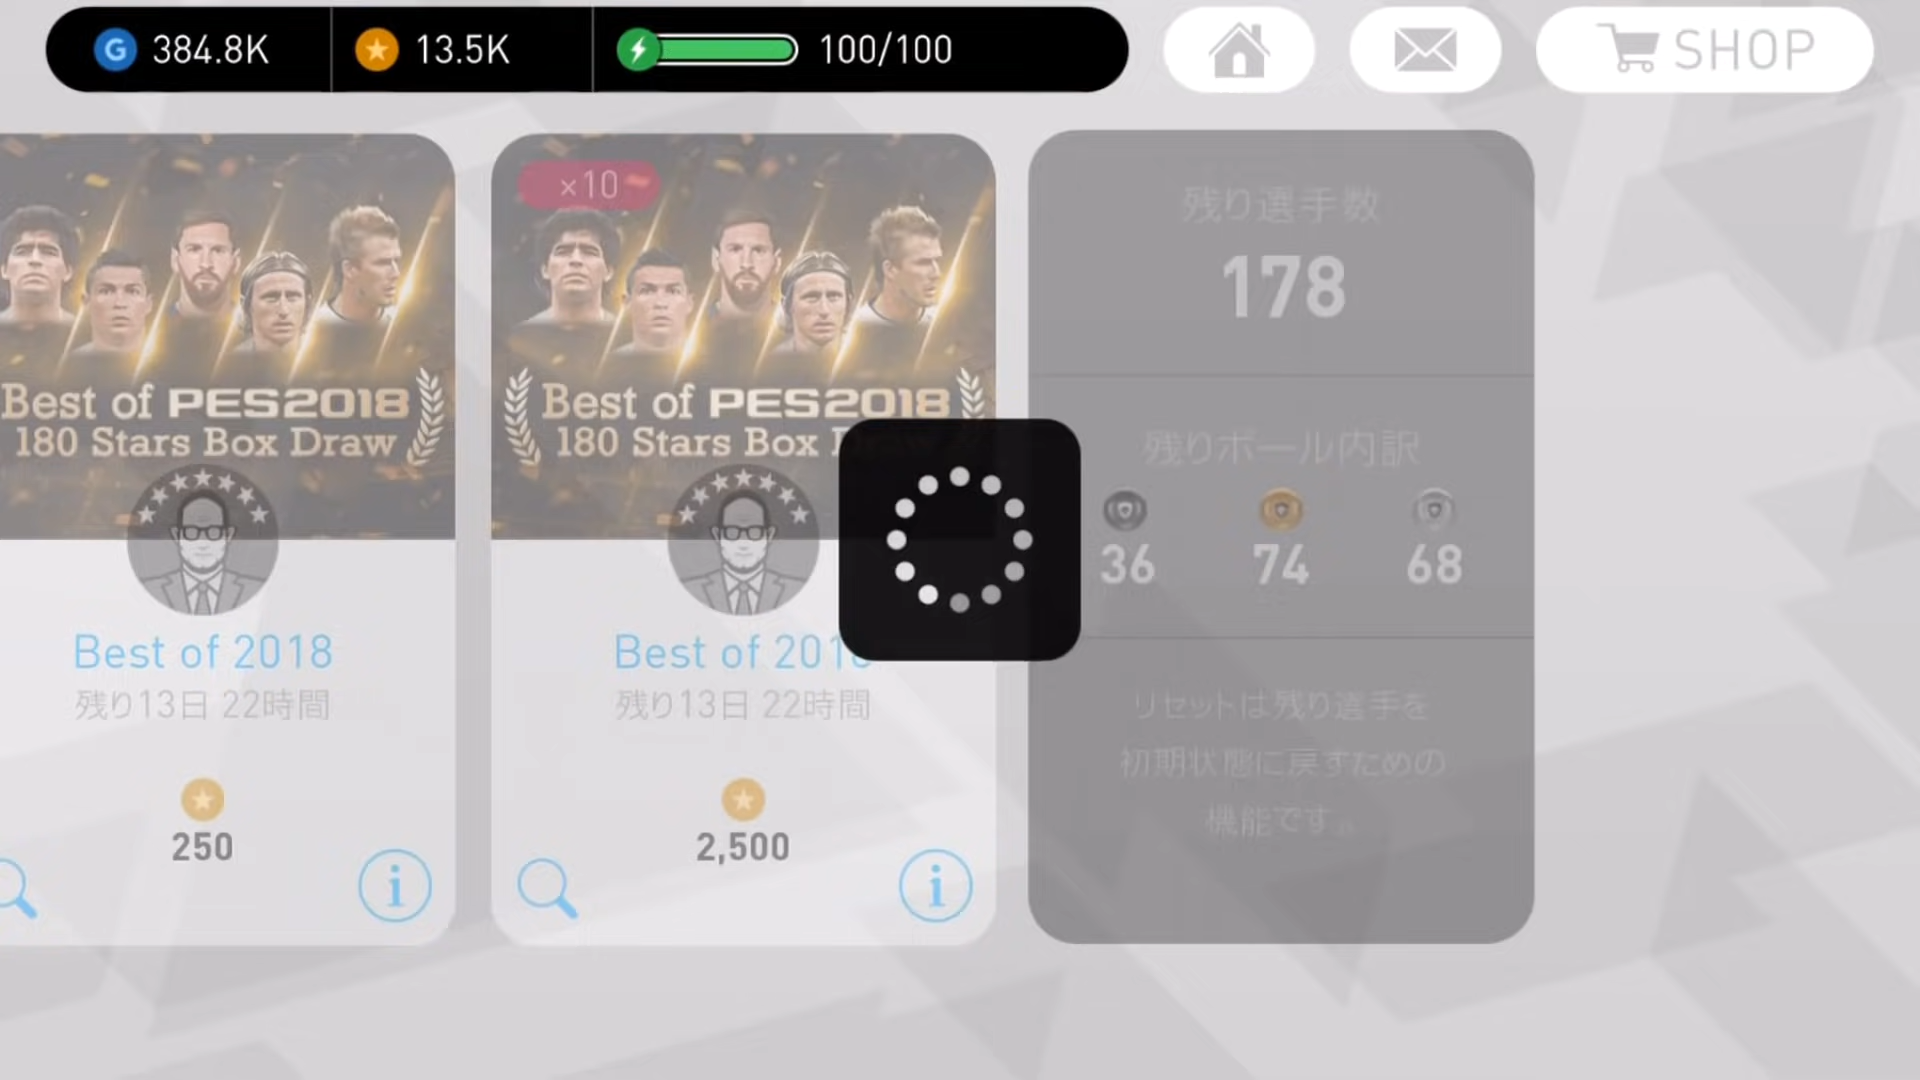 384.8K
13.5K
100/100
SHOP
Best of PES2018
180 Stars Box Draw
Best of 2018
残り13日 22時間
250
×10
Best of PES2018
180 Stars Box
Best of 201
残り13日 22時間
2,500
残り選手数
178
残りボール内訳
36
74
68
リセットは残り選手を
初期状態に戻すための
機能です。